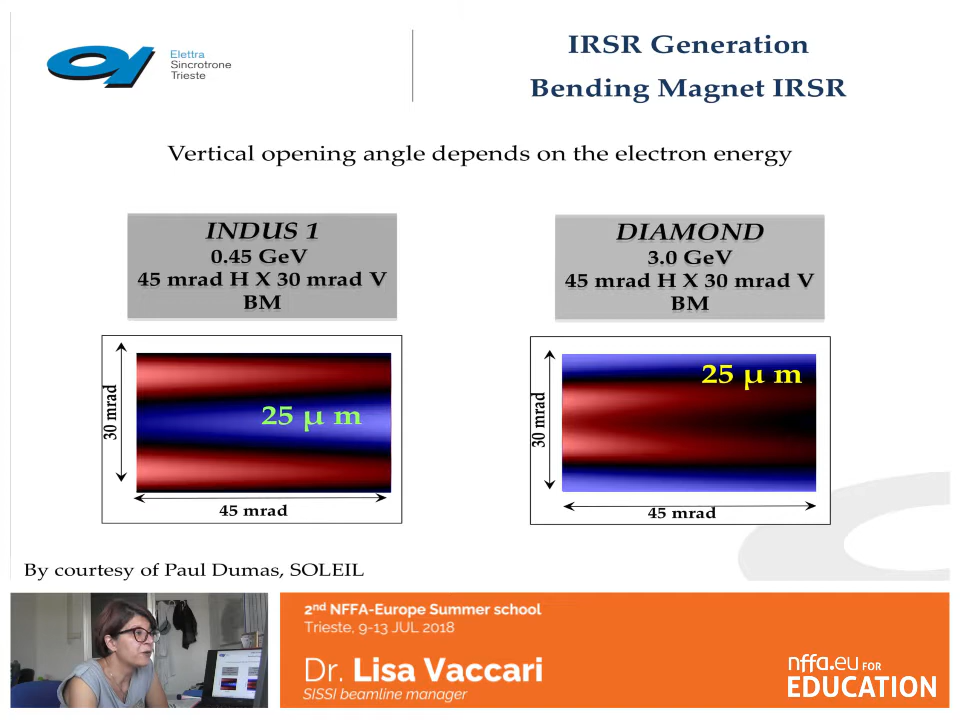 Elettra
Sincrotrone
Trieste
IRSR Generation
Bending Magnet IRSR
Vertical opening angle depends on the electron energy
INDUS 1
0.45 GeV
45 mrad H X 30 mrad V
BM
DIAMOND
3.0 GeV
45 mrad H X 30 mrad V
BM
30 mrad
25 μ m
45 mrad
30 mrad
25 μ m
45 mrad
By courtesy of Paul Dumas, SOLEIL
2nd NFFA-Europe Summer school
Trieste, 9-13 JUL 2018
Dr. Lisa Vaccari
SISSI beamline manager
nffa.eu FOR
EDUCATION